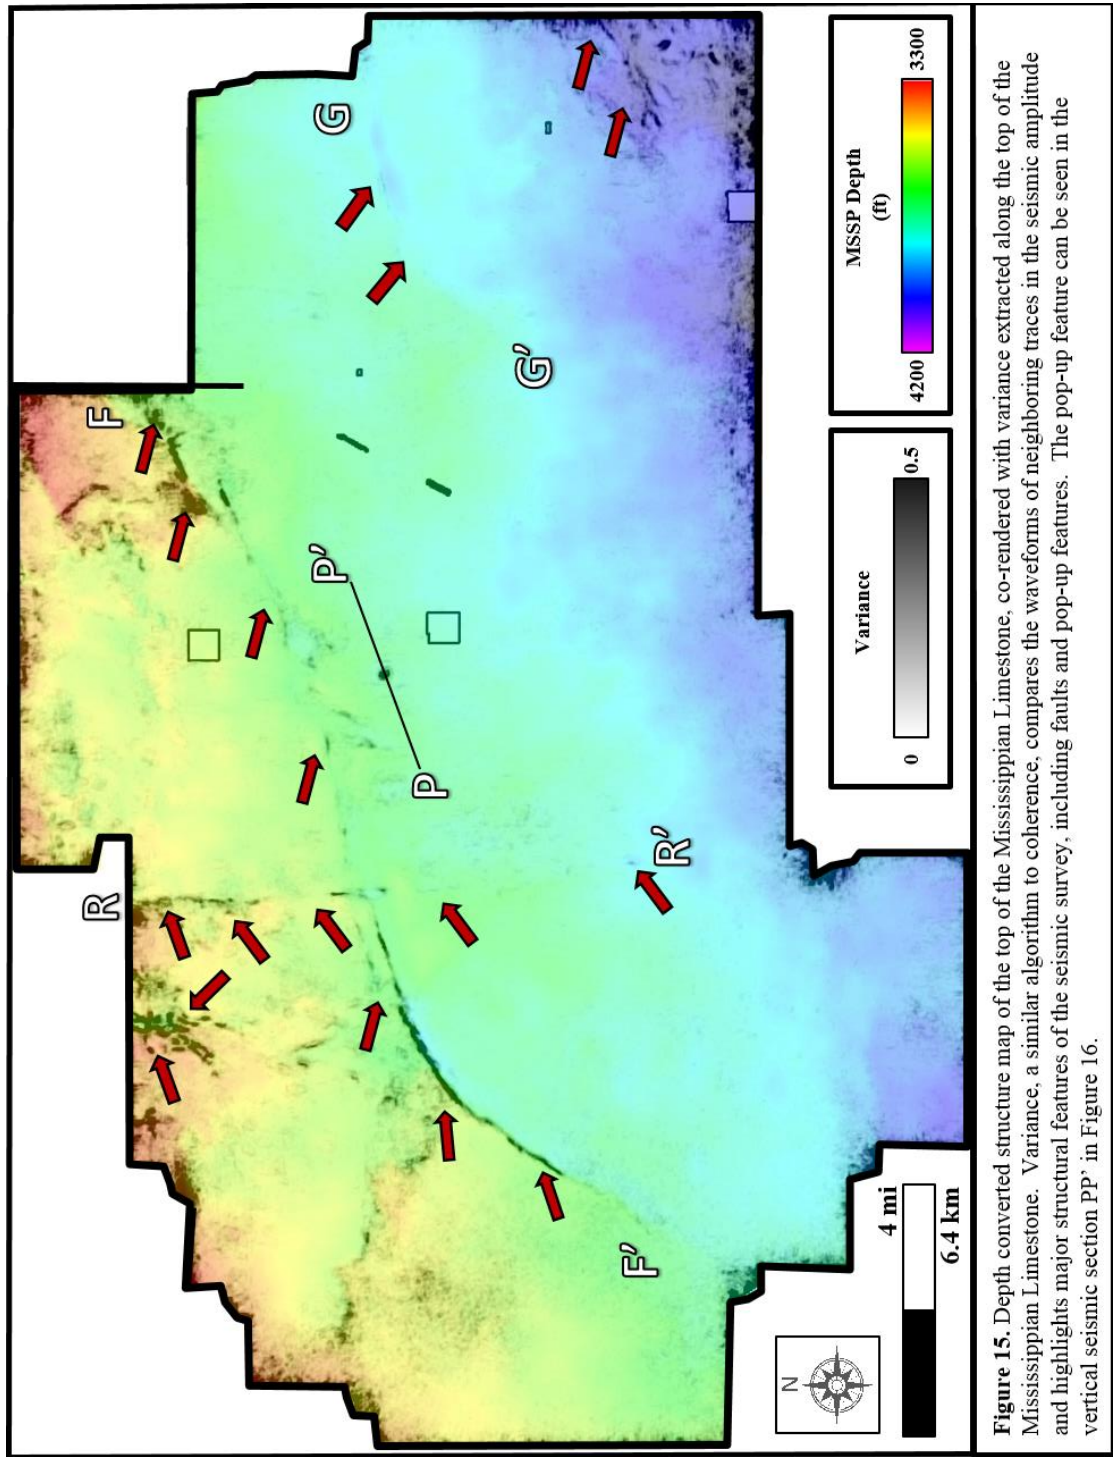 R
F
G
P'
G'
P
R'
F'
N
4 mi
6.4 km
Variance
0
0.5
MSSP Depth
(ft)
4200
3300
Figure 15. Depth converted structure map of the top of the Mississippian Limestone, co-rendered with variance extracted along the top of the
Mississippian Limestone. Variance, a similar algorithm to coherence, compares the waveforms of neighboring traces in the seismic amplitude
and highlights major structural features of the seismic survey, including faults and pop-up features. The pop-up feature can be seen in the
vertical seismic section PP’ in Figure 16.